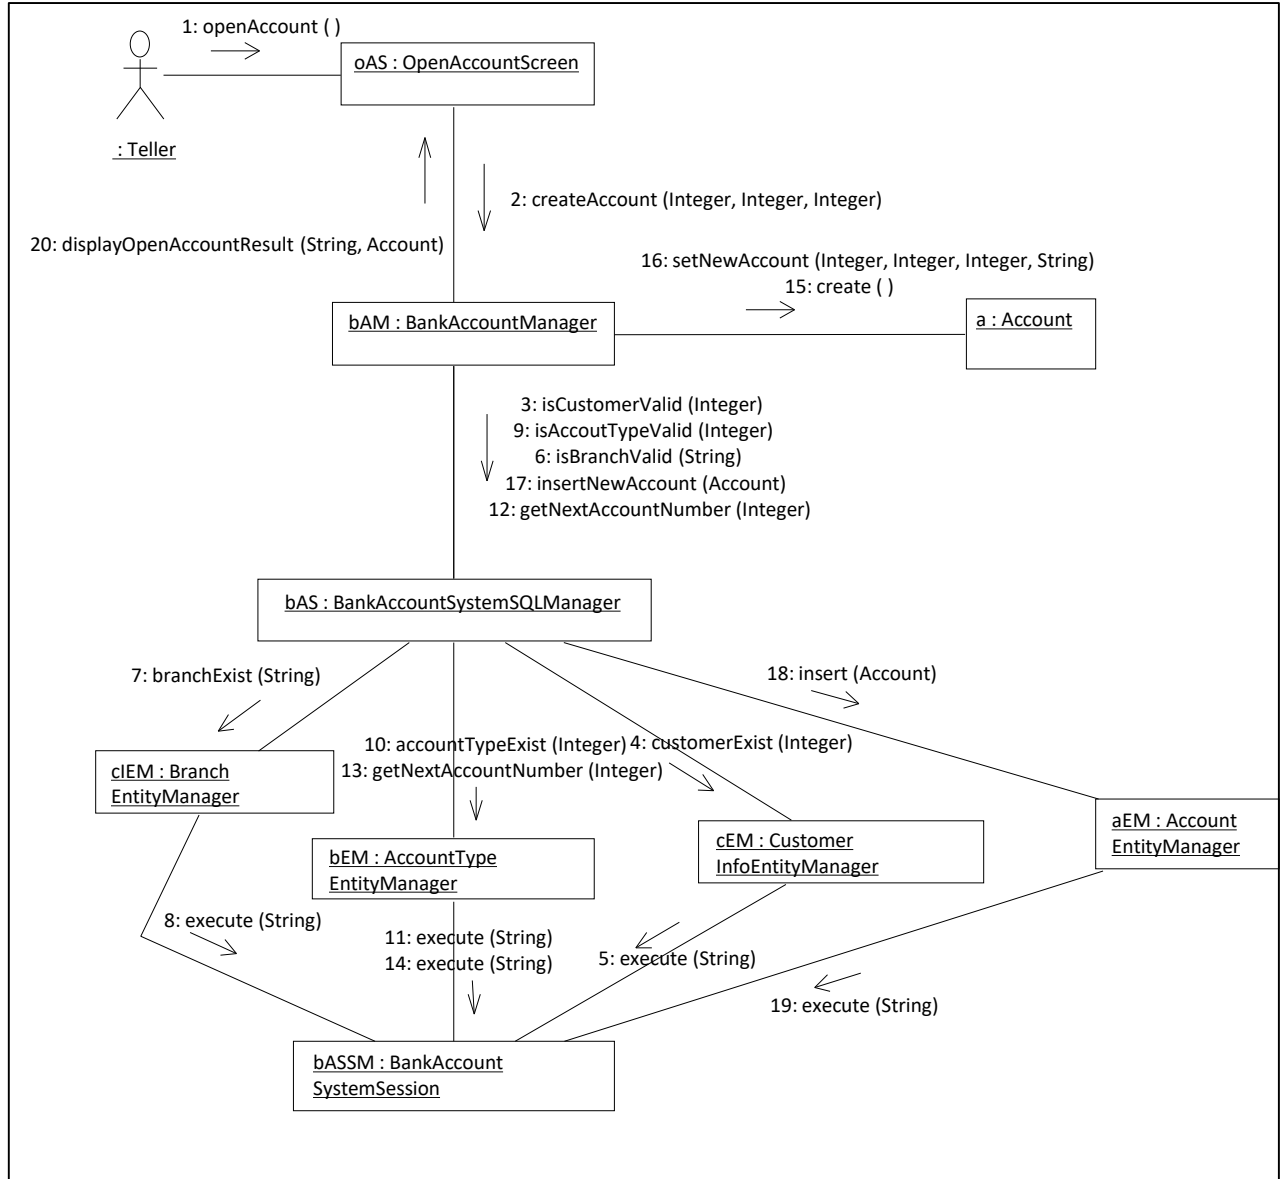 1: openAccount ( )
oAS : OpenAccountScreen
: Teller
2: createAccount (Integer, Integer, Integer)
20: displayOpenAccountResult (String, Account)
16: setNewAccount (Integer, Integer, Integer, String)
15: create ( )
bAM : BankAccountManager
a : Account
3: isCustomerValid (Integer)
9: isAccoutTypeValid (Integer)
6: isBranchValid (String)
17: insertNewAccount (Account)
12: getNextAccountNumber (Integer)
bAS : BankAccountSystemSQLManager
7: branchExist (String)
18: insert (Account)
10: accountTypeExist (Integer)
4: customerExist (Integer)
13: getNextAccountNumber (Integer)
cIEM : Branch
EntityManager
bEM : AccountType
EntityManager
cEM : Customer
InfoEntityManager
aEM : Account
EntityManager
8: execute (String)
11: execute (String)
14: execute (String)
5: execute (String)
19: execute (String)
bASSM : BankAccount
SystemSession